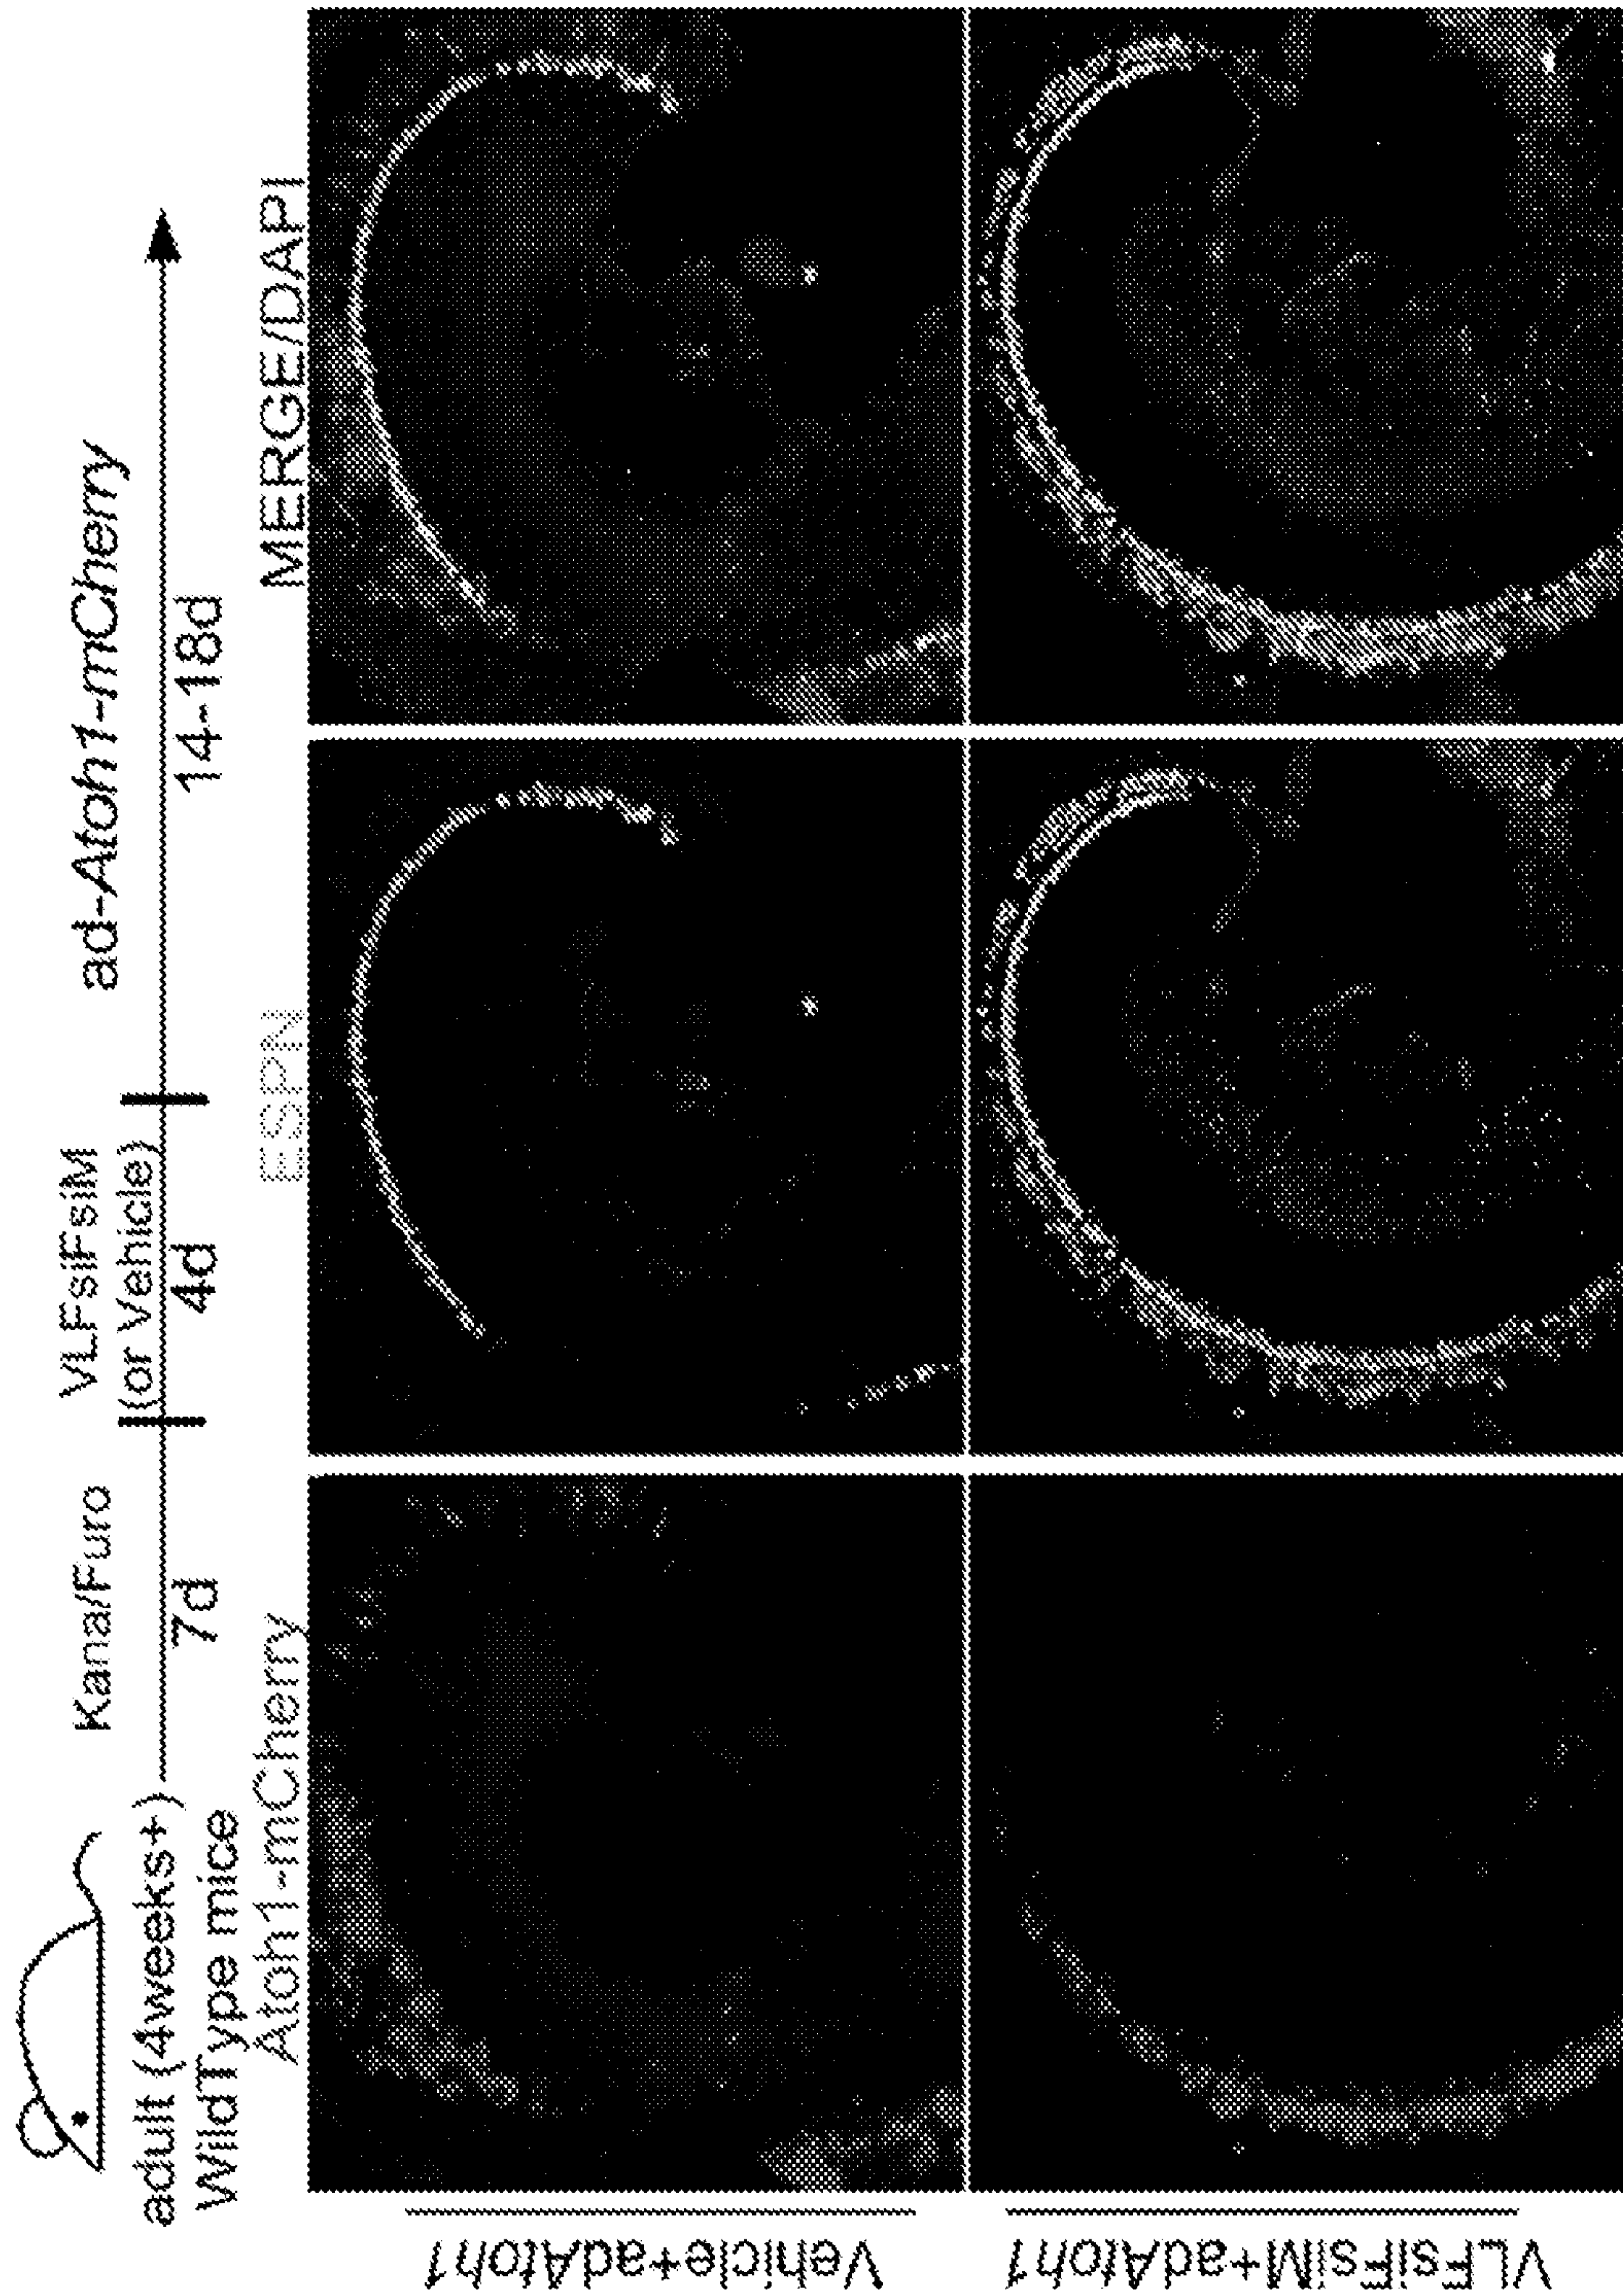 adult (4weeks+)
WildType mice
Kana/Furo
7d
VLFsiFsiM
(or Vehicle)
4d
ad-Atoh1-mCherry
14-18d
Atoh1-mCherry
ESPN
MERGE/DAPI
Vehicle+adAtoh1
VLFsiFsiM+adAtoh1